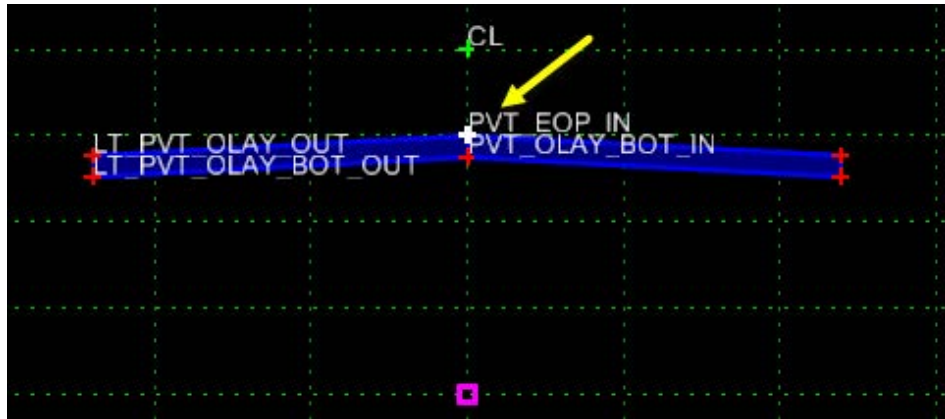 CL
PVT_EOP_IN
LT_PVT_OLAY_OUT
PVT_OLAY_BOT_IN
LT_PVT_OLAY_BOT_OUT